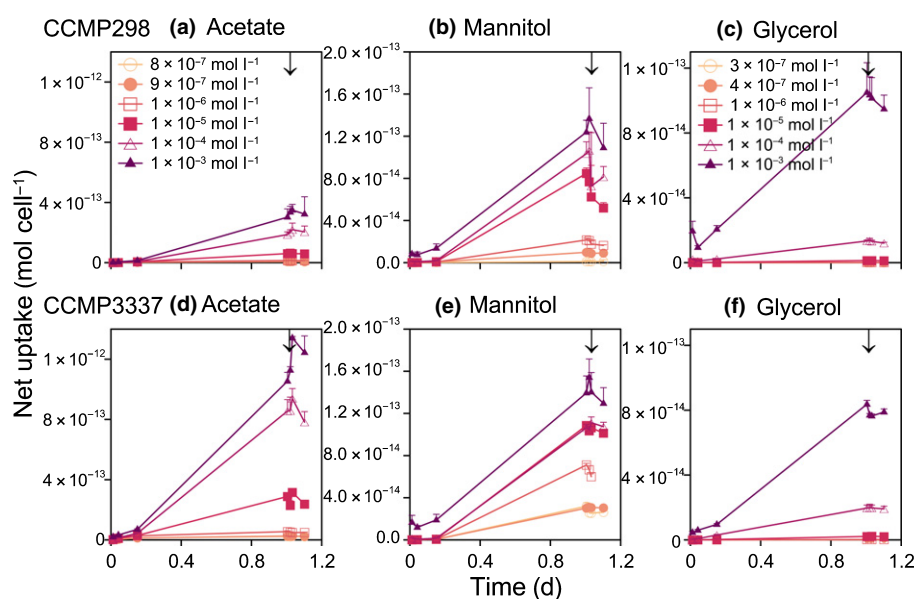 CCMP298 (a) Acetate (b) Mannitol (c) Glycerol
1 × 10⁻¹²
8 × 10⁻¹³
4 × 10⁻¹³
0
8 × 10⁻⁷ mol l⁻¹
9 × 10⁻⁷ mol l⁻¹
1 × 10⁻⁶ mol l⁻¹
1 × 10⁻⁵ mol l⁻¹
1 × 10⁻⁴ mol l⁻¹
1 × 10⁻³ mol l⁻¹
2.0 × 10⁻¹³
1.6 × 10⁻¹³
1.2 × 10⁻¹³
8.0 × 10⁻¹⁴
4.0 × 10⁻¹⁴
0.0
1 × 10⁻¹³
8 × 10⁻¹⁴
4 × 10⁻¹⁴
0
3 × 10⁻⁷ mol l⁻¹
4 × 10⁻⁷ mol l⁻¹
1 × 10⁻⁶ mol l⁻¹
1 × 10⁻⁵ mol l⁻¹
1 × 10⁻⁴ mol l⁻¹
1 × 10⁻³ mol l⁻¹
Net uptake (mol cell⁻¹)
CCMP3337 (d) Acetate (e) Mannitol (f) Glycerol
1 × 10⁻¹²
8 × 10⁻¹³
4 × 10⁻¹³
0
2.0 × 10⁻¹³
1.6 × 10⁻¹³
1.2 × 10⁻¹³
8.0 × 10⁻¹⁴
4.0 × 10⁻¹⁴
0.0
1 × 10⁻¹³
8 × 10⁻¹⁴
4 × 10⁻¹⁴
0
0 0.4 0.8 1.2 0 0.4 0.8 1.2 0 0.4 0.8 1.2
Time (d)